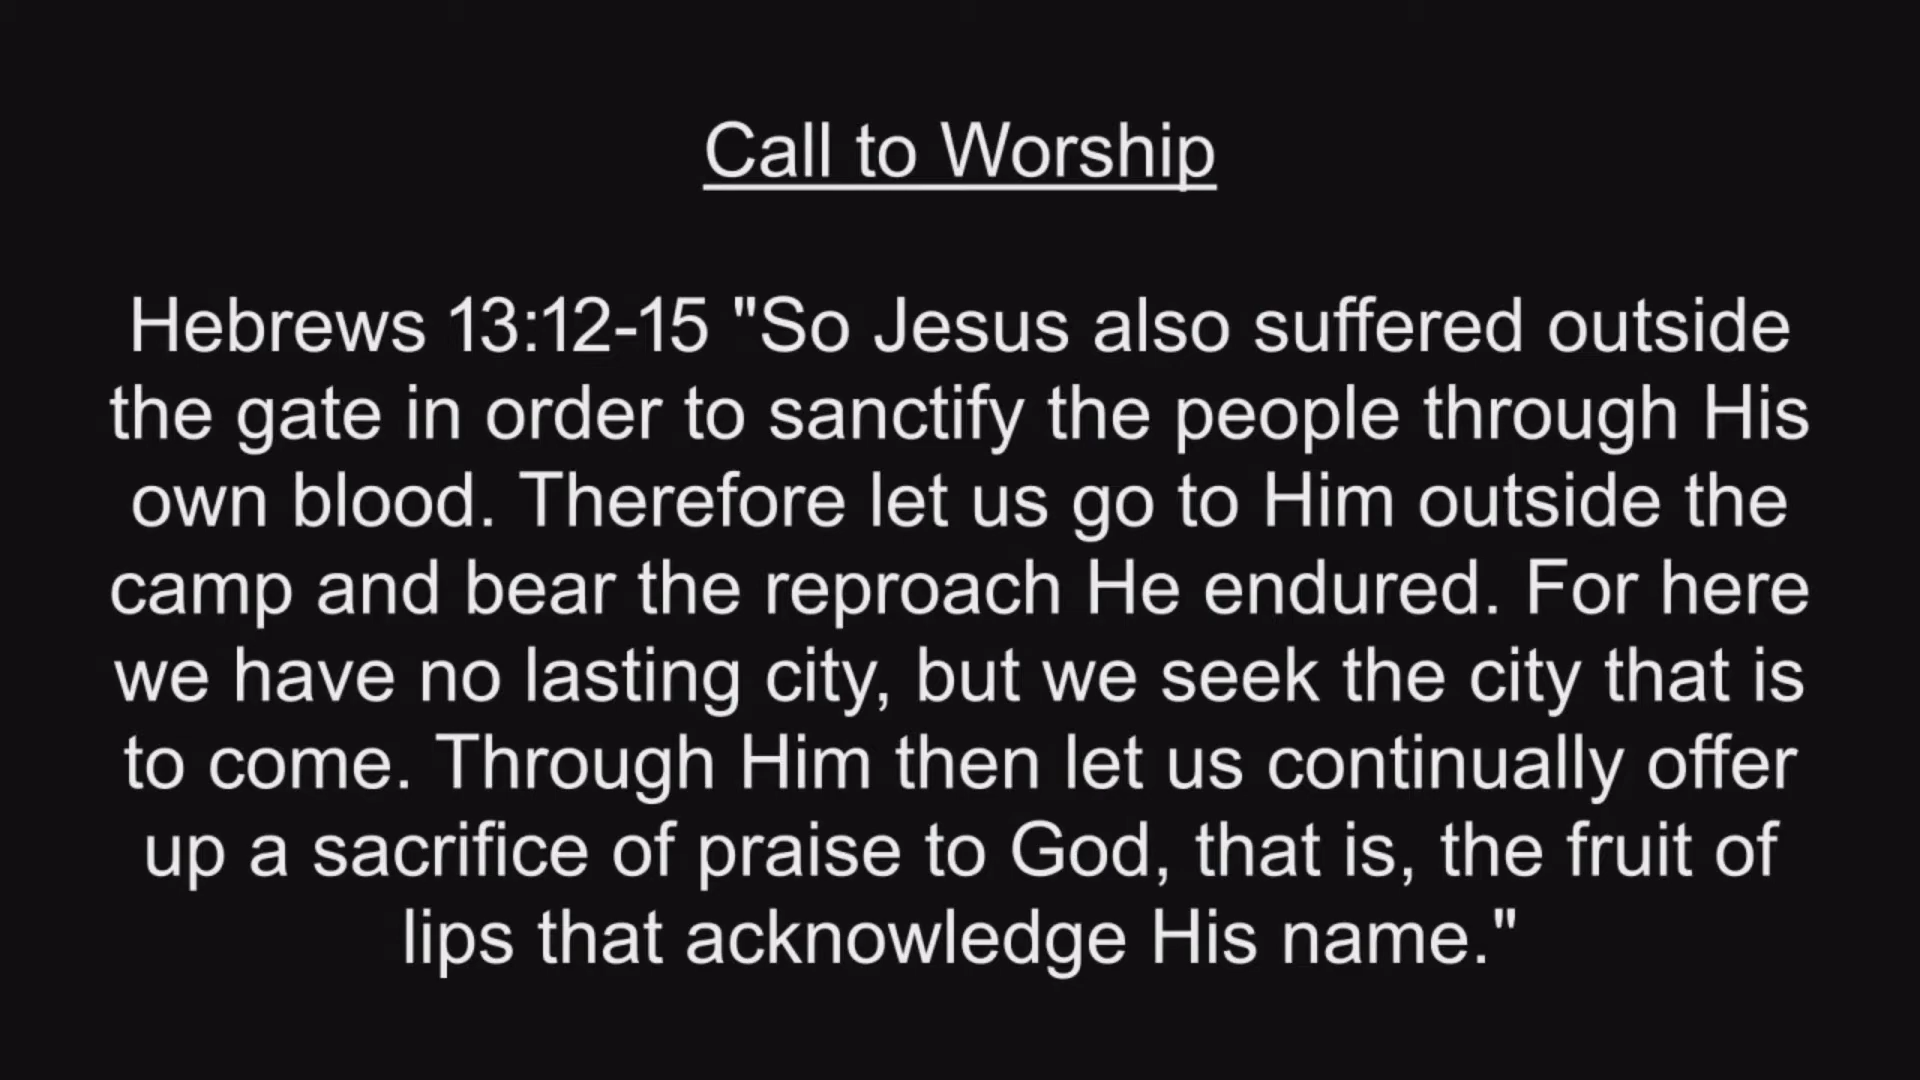 Call to Worship
Hebrews 13:12-15 "So Jesus also suffered outside
the gate in order to sanctify the people through His
own blood. Therefore let us go to Him outside the
camp and bear the reproach He endured. For here
we have no lasting city, but we seek the city that is
to come. Through Him then let us continually offer
up a sacrifice of praise to God, that is, the fruit of
lips that acknowledge His name."